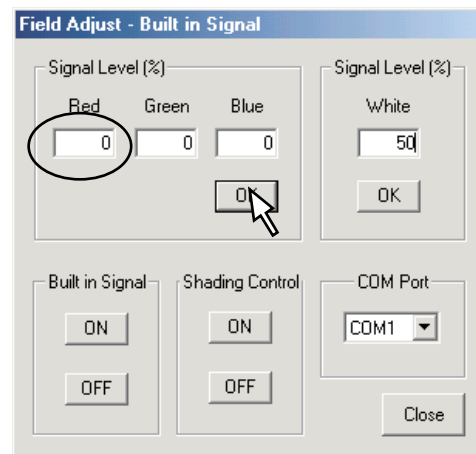 Field Adjust - Built in Signal
Signal Level (%)
Red Green Blue
0 0 0
OK
Signal Level (%)
White
50
OK
Built in Signal
ON
OFF
Shading Control
ON
OFF
COM Port
COM1
Close